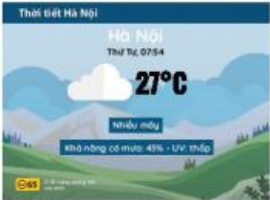 Thời tiết Hà Nội
Hà Nội
Thứ Tư, 07:54
27°C
Nhiều mây
Khả năng có mưa: 45% - UV: thấp
65